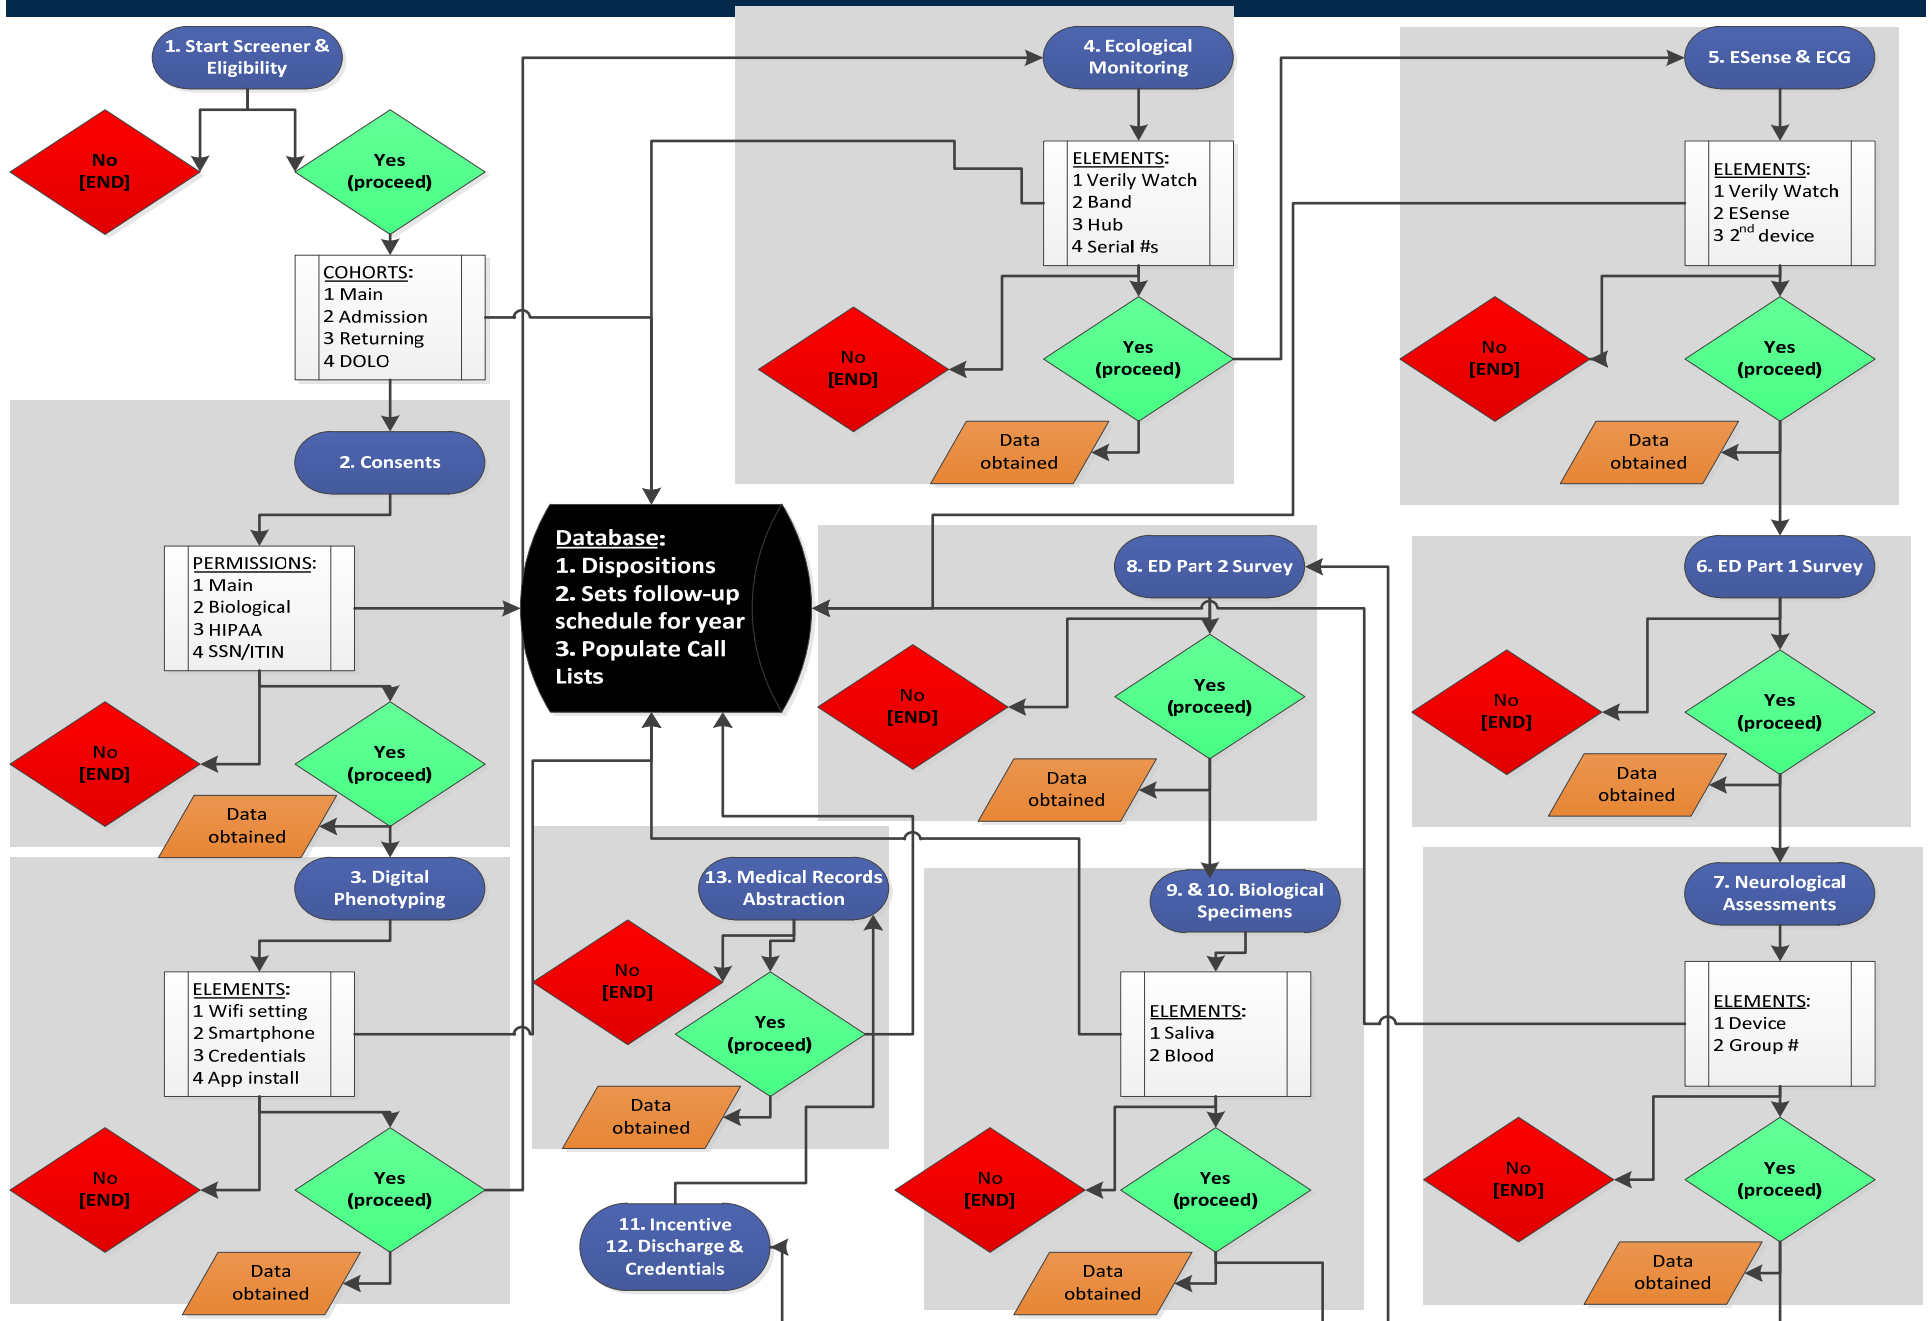 1. Start Screener &
Eligibility
No
[END]
Yes
(proceed)
COHORTS:
1 Main
2 Admission
3 Returning
4 DOLO
2. Consents
PERMISSIONS:
1 Main
2 Biological
3 HIPAA
4 SSN/ITIN
No
[END]
Yes
(proceed)
Data
obtained
3. Digital
Phenotyping
ELEMENTS:
1 Wifi setting
2 Smartphone
3 Credentials
4 App install
No
[END]
Yes
(proceed)
Data
obtained
4. Ecological
Monitoring
ELEMENTS:
1 Verily Watch
2 Band
3 Hub
4 Serial #s
No
[END]
Yes
(proceed)
Data
obtained
5. ESense & ECG
ELEMENTS:
1 Verily Watch
2 ESense
3 2nd device
No
[END]
Yes
(proceed)
Data
obtained
Database:
1. Dispositions
2. Sets follow-up
schedule for year
3. Populate Call
Lists
6. ED Part 1 Survey
No
[END]
Yes
(proceed)
Data
obtained
7. Neurological
Assessments
ELEMENTS:
1 Device
2 Group #
No
[END]
Yes
(proceed)
Data
obtained
8. ED Part 2 Survey
No
[END]
Yes
(proceed)
Data
obtained
9. & 10. Biological
Specimens
ELEMENTS:
1 Saliva
2 Blood
No
[END]
Yes
(proceed)
Data
obtained
11. Incentive
12. Discharge &
Credentials
13. Medical Records
Abstraction
No
[END]
Yes
(proceed)
Data
obtained